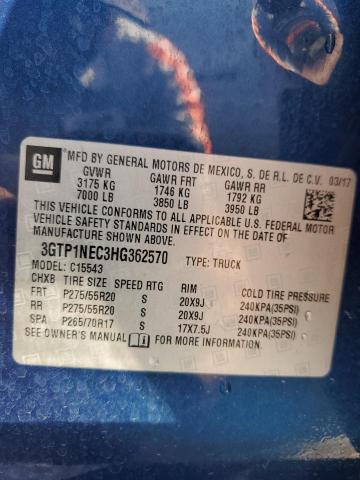 GM MFD BY GENERAL MOTORS DE MEXICO, S. DE R.L. DE C.V. 03/17
GVWR GAWR FRT GAWR RR
3175 KG 1746 KG 1792 KG
7000 LB 3850 LB 3950 LB
THIS VEHICLE CONFORMS TO ALL APPLICABLE U.S. FEDERAL MOTOR
VEHICLE SAFETY STANDARDS IN EFFECT ON THE DATE OF
MANUFACTURE SHOWN ABOVE.
3GTP1NEC3HG362570 TYPE: TRUCK
MODEL: C15543
CHXB TIRE SIZE SPEED RTG RIM COLD TIRE PRESSURE
FRT P275/55R20 S 20X9J 240KPA(35PSI)
RR P275/55R20 S 20X9J 240KPA(35PSI)
SPA P265/70R17 S 17X7.5J 240KPA(35PSI)
SEE OWNER'S MANUAL FOR MORE INFORMATION.